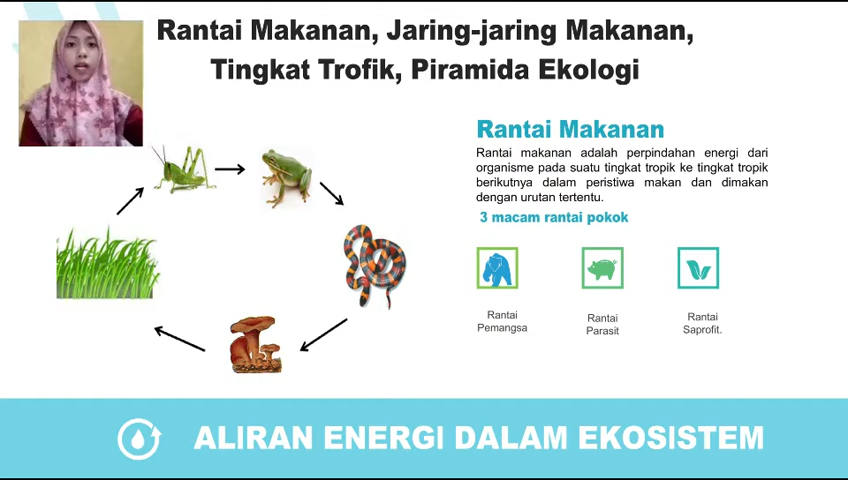 Rantai Makanan, Jaring-jaring Makanan,
Tingkat Trofik, Piramida Ekologi
Rantai Makanan
Rantai makanan adalah perpindahan energi dari
organisme pada suatu tingkat tropik ke tingkat tropik
berikutnya dalam peristiwa makan dan dimakan
dengan urutan tertentu.
3 macam rantai pokok
Rantai
Pemangsa
Rantai
Parasit
Rantai
Saprofit.
ALIRAN ENERGI DALAM EKOSISTEM